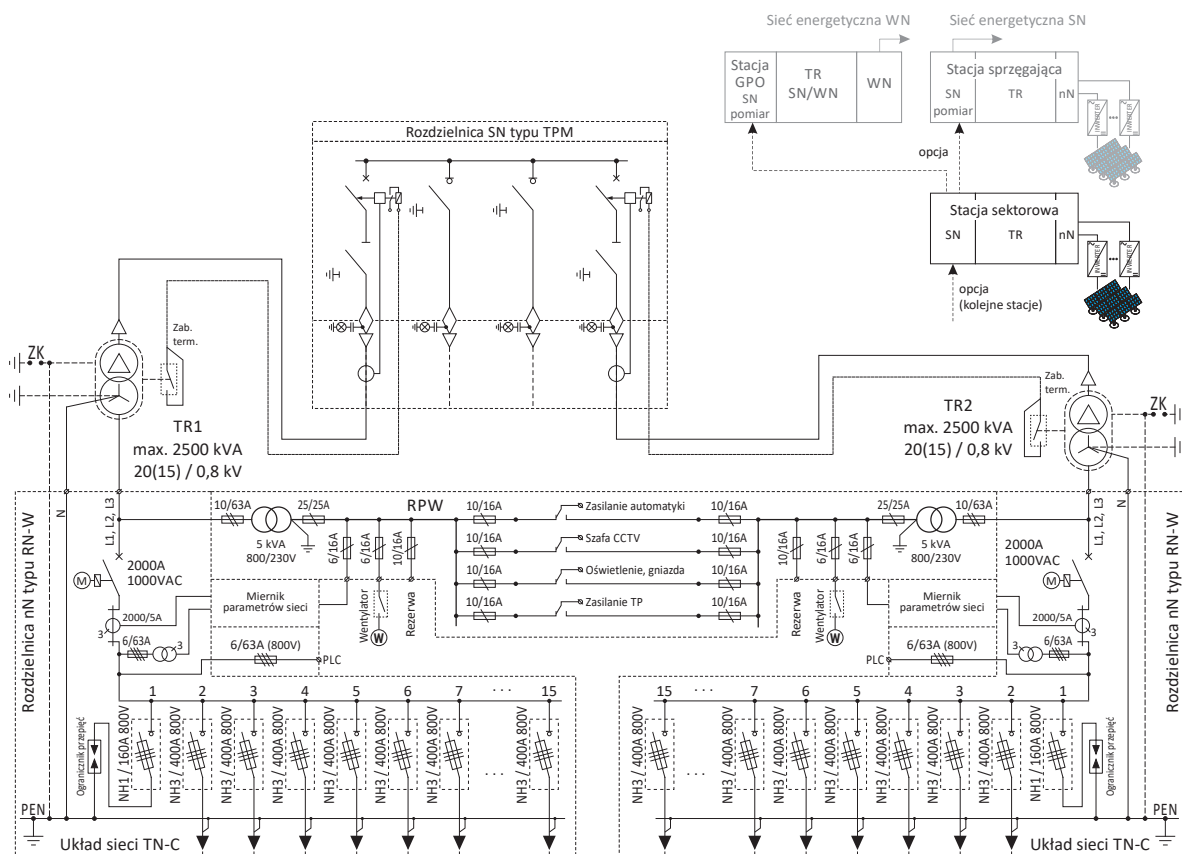 Sieć energetyczna WN
Sieć energetyczna SN
Stacja
GPO
SN
pomiar
TR
SN/WN
WN
Stacja sprzęgająca
SN
pomiar
TR
nN
INWERTER
INWERTER
opcja
Stacja sektorowa
SN
TR
nN
INWERTER
INWERTER
opcja
(kolejne stacje)
Rozdzielnica SN typu TPM
Zab.
term.
ZK
TR1
max. 2500 kVA
20(15) / 0,8 kV
Zab.
term.
ZK
TR2
max. 2500 kVA
20(15) / 0,8 kV
Rozdzielnica nN typu RN-W
N
L1, L2, L3
10/63A
25/25A
RPW
5 kVA
800/230V
6/16A
6/16A
10/16A
10/16A
Zasilanie automatyki
10/16A
10/16A
Szafa CCTV
10/16A
10/16A
Oświetlenie, gniazda
10/16A
10/16A
Zasilanie TP
10/16A
25/25A
10/63A
5 kVA
800/230V
10/16A
6/16A
6/16A
L1, L2, L3
N
Rozdzielnica nN typu RN-W
M
2000A
1000VAC
2000/5A
3
6/63A
3
Miernik
parametrów sieci
6/63A (800V)
PLC
Wentylator
W
Rezerwa
Rezerwa
Wentylator
W
Miernik
parametrów sieci
6/63A (800V)
PLC
2000A
1000VAC
M
2000/5A
3
6/63A
3
1 2 3 4 5 6 7 ... 15
15 ... 7 6 5 4 3 2 1
Ogranicznik przepięć
NH1 / 160A 800V
NH3 / 400A 800V
NH3 / 400A 800V
NH3 / 400A 800V
NH3 / 400A 800V
NH3 / 400A 800V
NH3 / 400A 800V
...
NH3 / 400A 800V
NH3 / 400A 800V
...
NH3 / 400A 800V
NH3 / 400A 800V
NH3 / 400A 800V
NH3 / 400A 800V
NH3 / 400A 800V
NH3 / 400A 800V
NH1 / 160A 800V
Ogranicznik przepięć
PEN
Układ sieci TN-C
PEN
Układ sieci TN-C